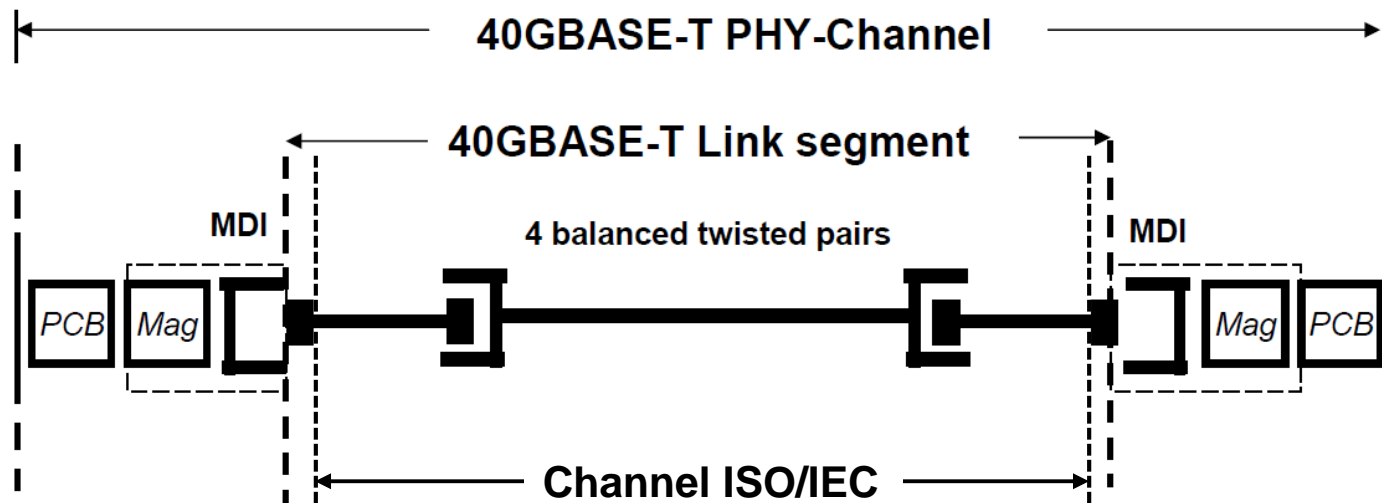 40GBASE-T PHY-Channel
40GBASE-T Link segment
MDI
4 balanced twisted pairs
MDI
PCB
Mag
Mag
PCB
Channel ISO/IEC